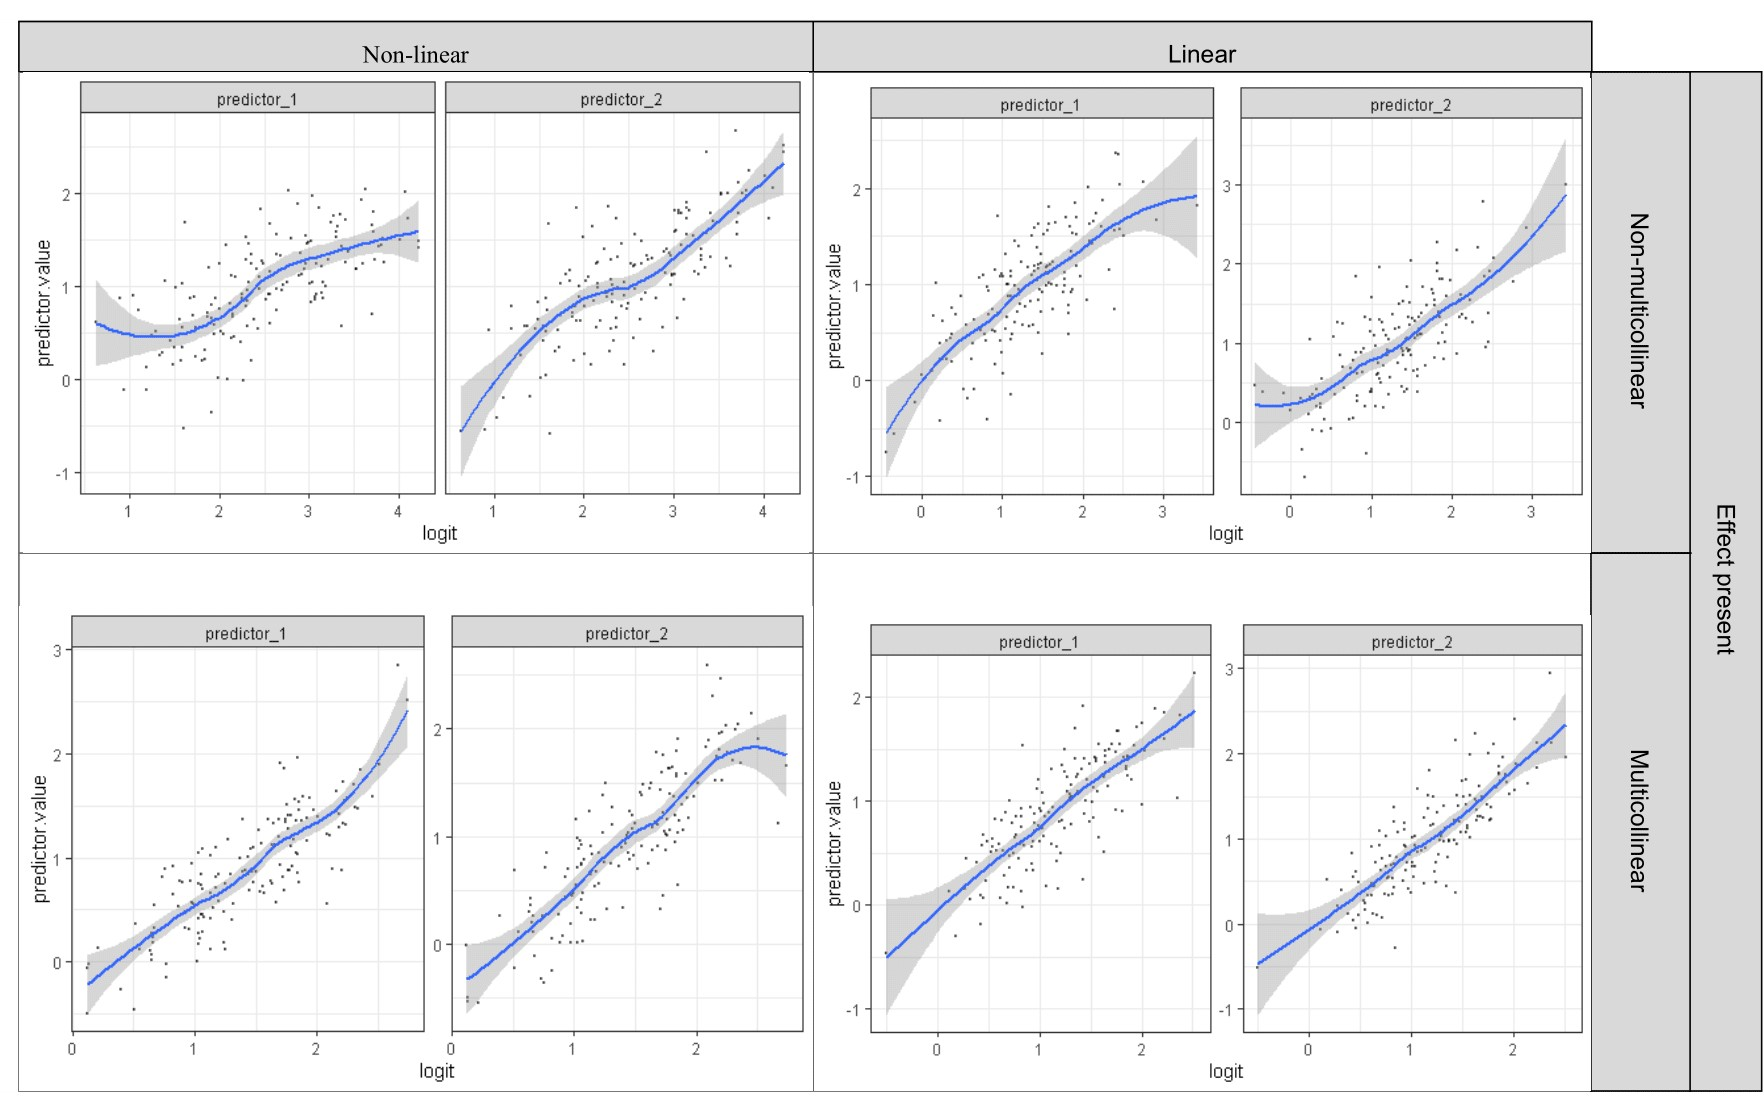 Non-linear Linear
predictor_1 predictor_2 predictor_1 predictor_2
predictor.value
2
1
0
-1
1 2 3 4
1 2 3 4
logit
predictor.value
2
1
0
-1
0 1 2 3
3
2
1
0
0 1 2 3
logit
Non-multicollinear
predictor_1 predictor_2 predictor_1 predictor_2
predictor.value
3
2
1
0
0 1 2
2
1
0
0 1 2
logit
predictor.value
2
1
0
-1
0 1 2
3
2
1
0
-1
0 1 2
logit
Multicollinear
Effect present